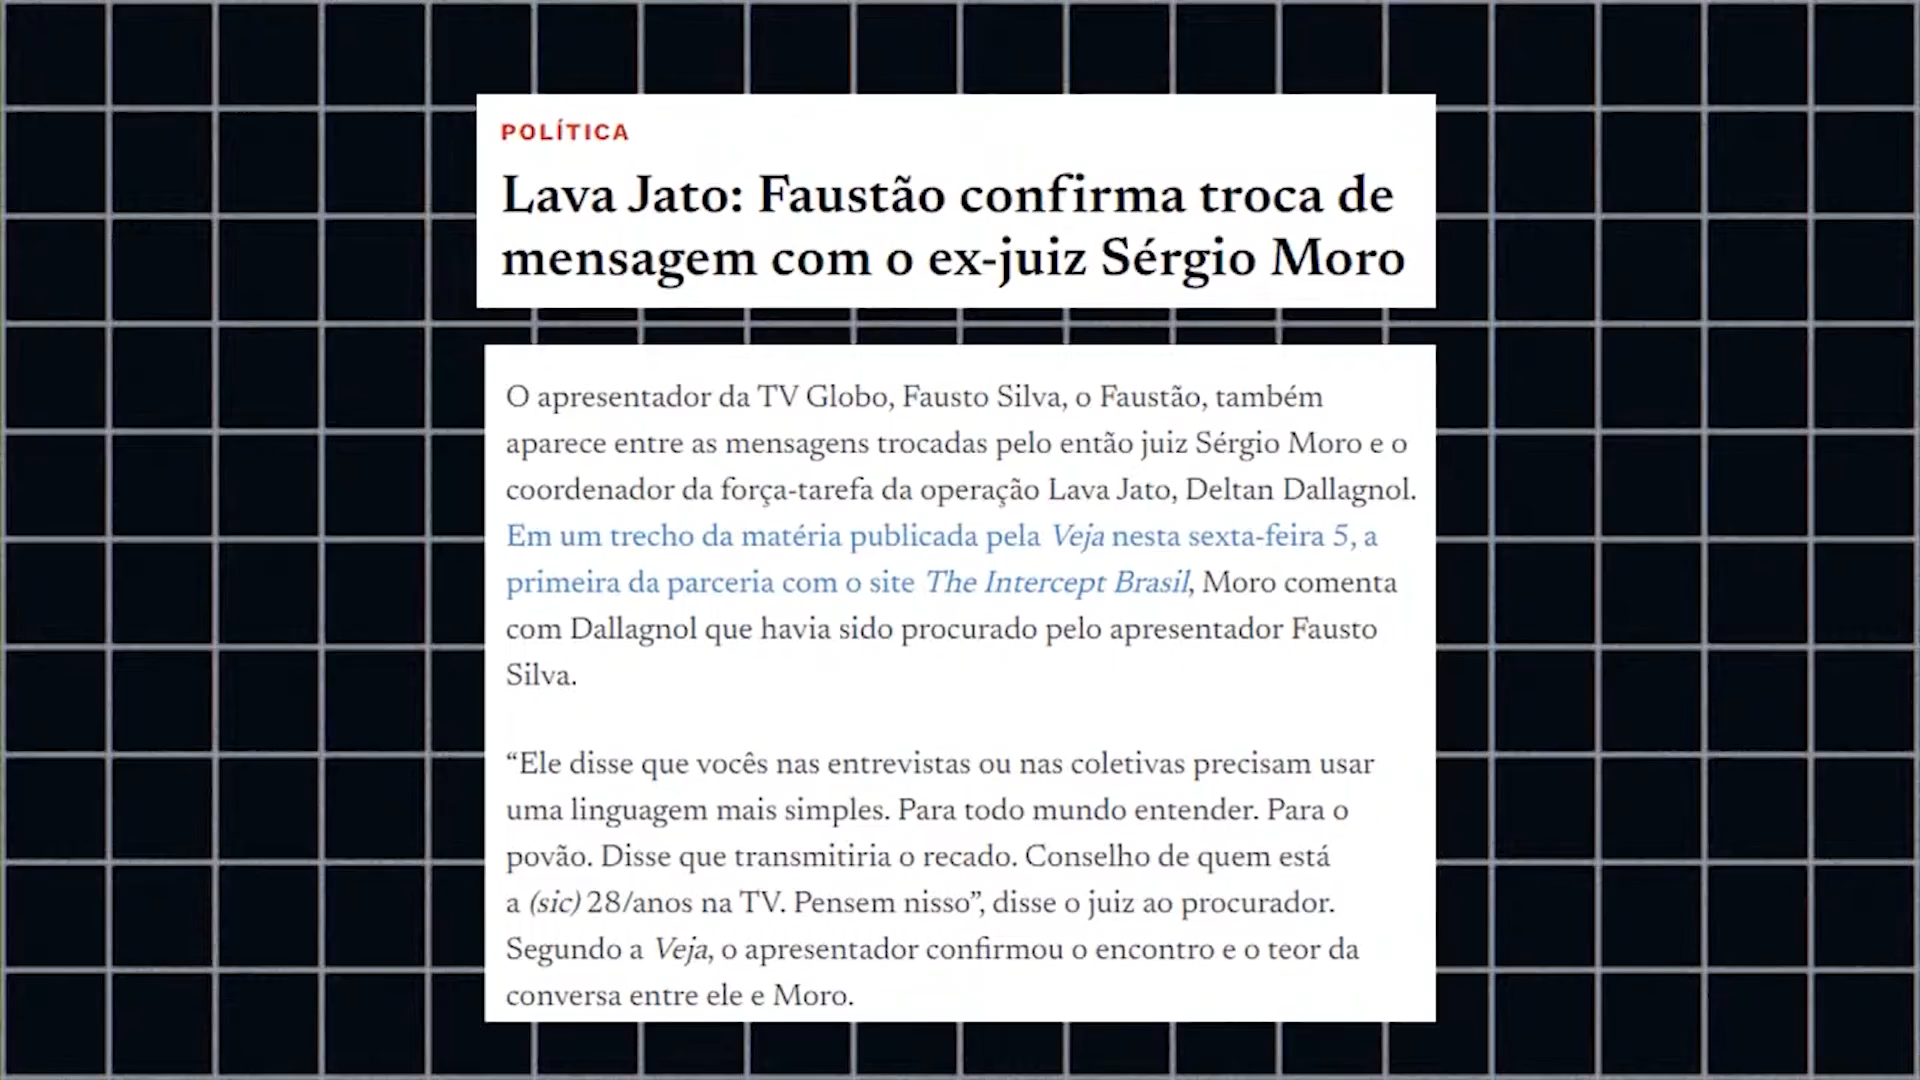 POLÍTICA
Lava Jato: Faustão confirma troca de
mensagem com o ex-juiz Sérgio Moro
O apresentador da TV Globo, Fausto Silva, o Faustão, também
aparece entre as mensagens trocadas pelo então juiz Sérgio Moro e o
coordenador da força-tarefa da operação Lava Jato, Deltan Dallagnol.
Em um trecho da matéria publicada pela Veja nesta sexta-feira 5, a
primeira da parceria com o site The Intercept Brasil, Moro comenta
com Dallagnol que havia sido procurado pelo apresentador Fausto
Silva.
“Ele disse que vocês nas entrevistas ou nas coletivas precisam usar
uma linguagem mais simples. Para todo mundo entender. Para o
povão. Disse que transmitiria o recado. Conselho de quem está
a (sic) 28/anos na TV. Pensem nisso”, disse o juiz ao procurador.
Segundo a Veja, o apresentador confirmou o encontro e o teor da
conversa entre ele e Moro.